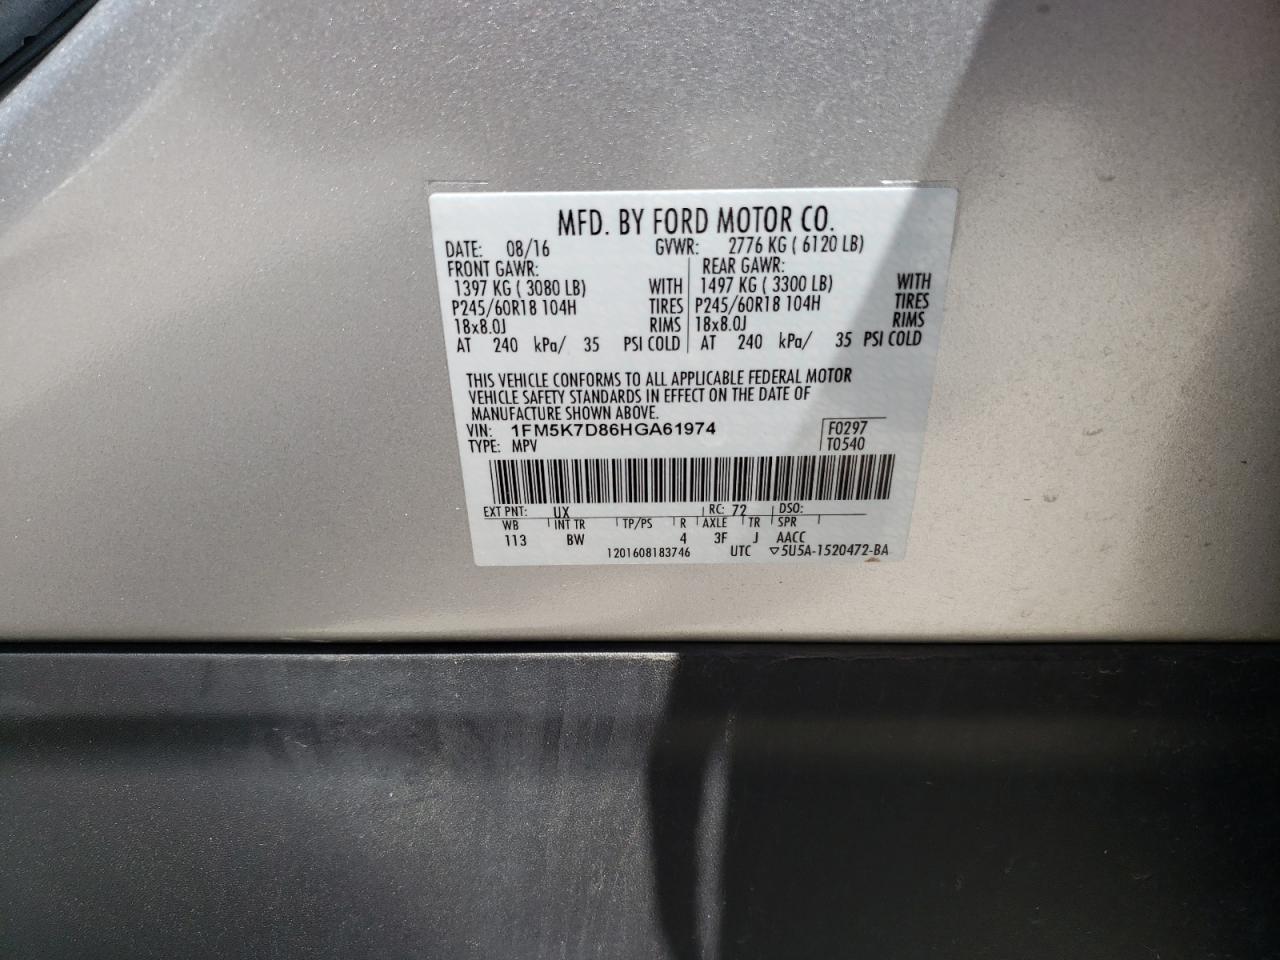 MFD. BY FORD MOTOR CO.
DATE: 08/16 GVWR: 2776 KG ( 6120 LB)
FRONT GAWR: REAR GAWR:
1397 KG ( 3080 LB) WITH 1497 KG ( 3300 LB) WITH
P245/60R18 104H TIRES P245/60R18 104H TIRES
18x8.0J RIMS 18x8.0J RIMS
AT 240 kPa/ 35 PSI COLD AT 240 kPa/ 35 PSI COLD
THIS VEHICLE CONFORMS TO ALL APPLICABLE FEDERAL MOTOR
VEHICLE SAFETY STANDARDS IN EFFECT ON THE DATE OF
MANUFACTURE SHOWN ABOVE.
VIN: 1FM5K7D86HGA61974 F0297
TYPE: MPV T0540
EXT PNT: UX RC: 72 DSO:
WB INT TR TP/PS R AXLE TR SPR
113 BW 4 3F J AACC
1201608183746 UTC ▽5U5A-1520472-BA